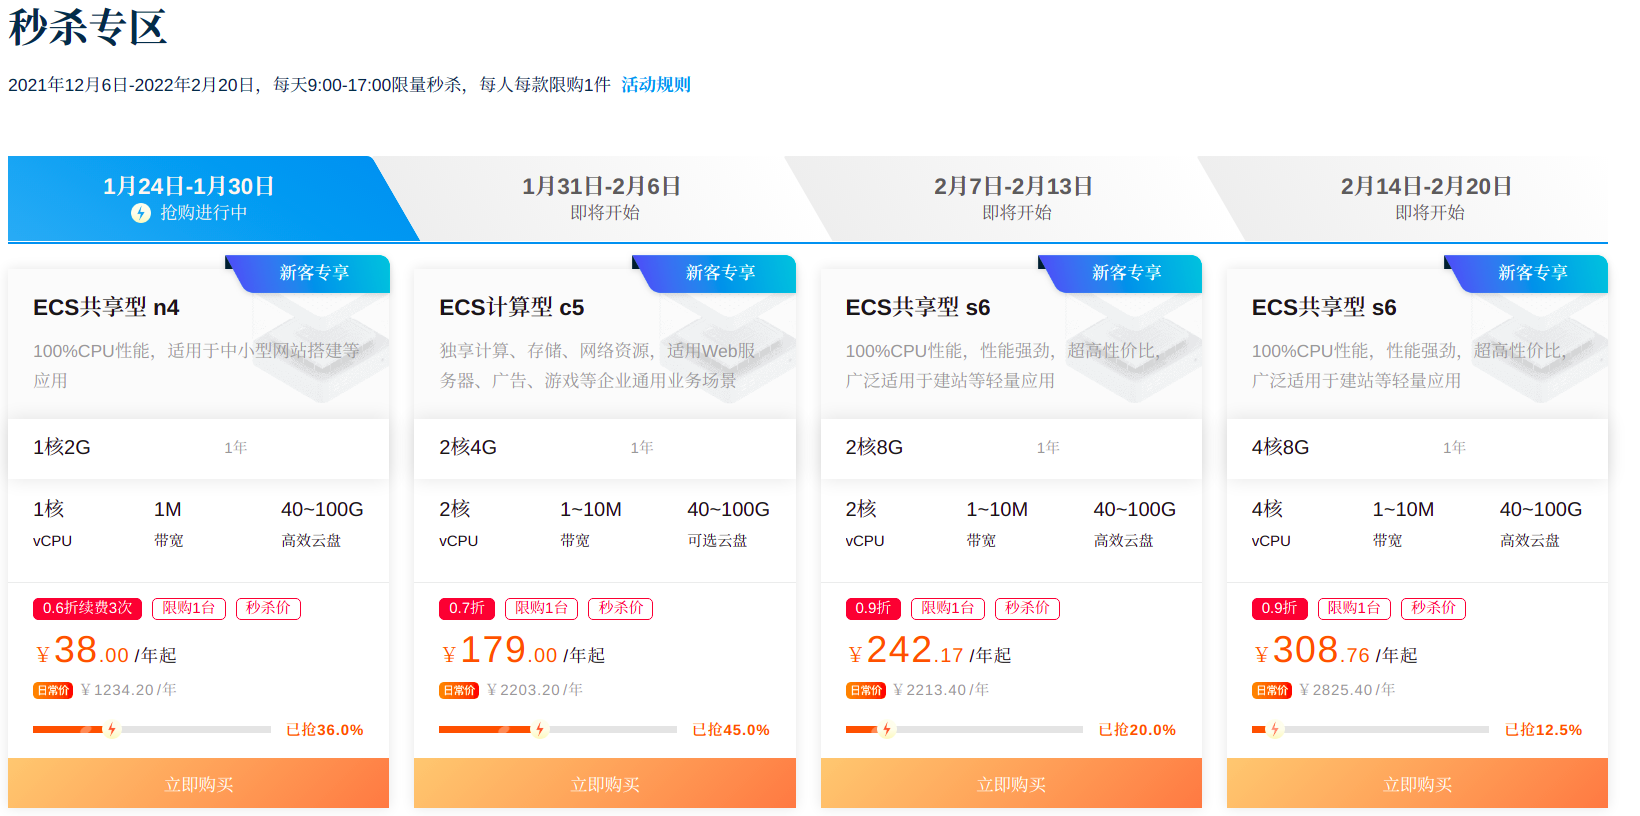 秒杀专区
2021年12月6日-2022年2月20日，每天9:00-17:00限量秒杀，每人每款限购1件 活动规则
1月24日-1月30日
抢购进行中
1月31日-2月6日
即将开始
2月7日-2月13日
即将开始
2月14日-2月20日
即将开始
新客专享
ECS共享型 n4
100%CPU性能，适用于中小型网站搭建等
应用
1核2G 1年
1核 1M 40~100G
vCPU 带宽 高效云盘
0.6折续费3次 限购1台 秒杀价
¥38.00 /年起
日常价 ¥1234.20/年
已抢36.0%
立即购买
新客专享
ECS计算型 c5
独享计算、存储、网络资源，适用Web服
务器、广告、游戏等企业通用业务场景
2核4G 1年
2核 1~10M 40~100G
vCPU 带宽 可选云盘
0.7折 限购1台 秒杀价
¥179.00 /年起
日常价 ¥2203.20/年
已抢45.0%
立即购买
新客专享
ECS共享型 s6
100%CPU性能，性能强劲，超高性价比，
广泛适用于建站等轻量应用
2核8G 1年
2核 1~10M 40~100G
vCPU 带宽 高效云盘
0.9折 限购1台 秒杀价
¥242.17 /年起
日常价 ¥2213.40/年
已抢20.0%
立即购买
新客专享
ECS共享型 s6
100%CPU性能，性能强劲，超高性价比，
广泛适用于建站等轻量应用
4核8G 1年
4核 1~10M 40~100G
vCPU 带宽 高效云盘
0.9折 限购1台 秒杀价
¥308.76 /年起
日常价 ¥2825.40/年
已抢12.5%
立即购买